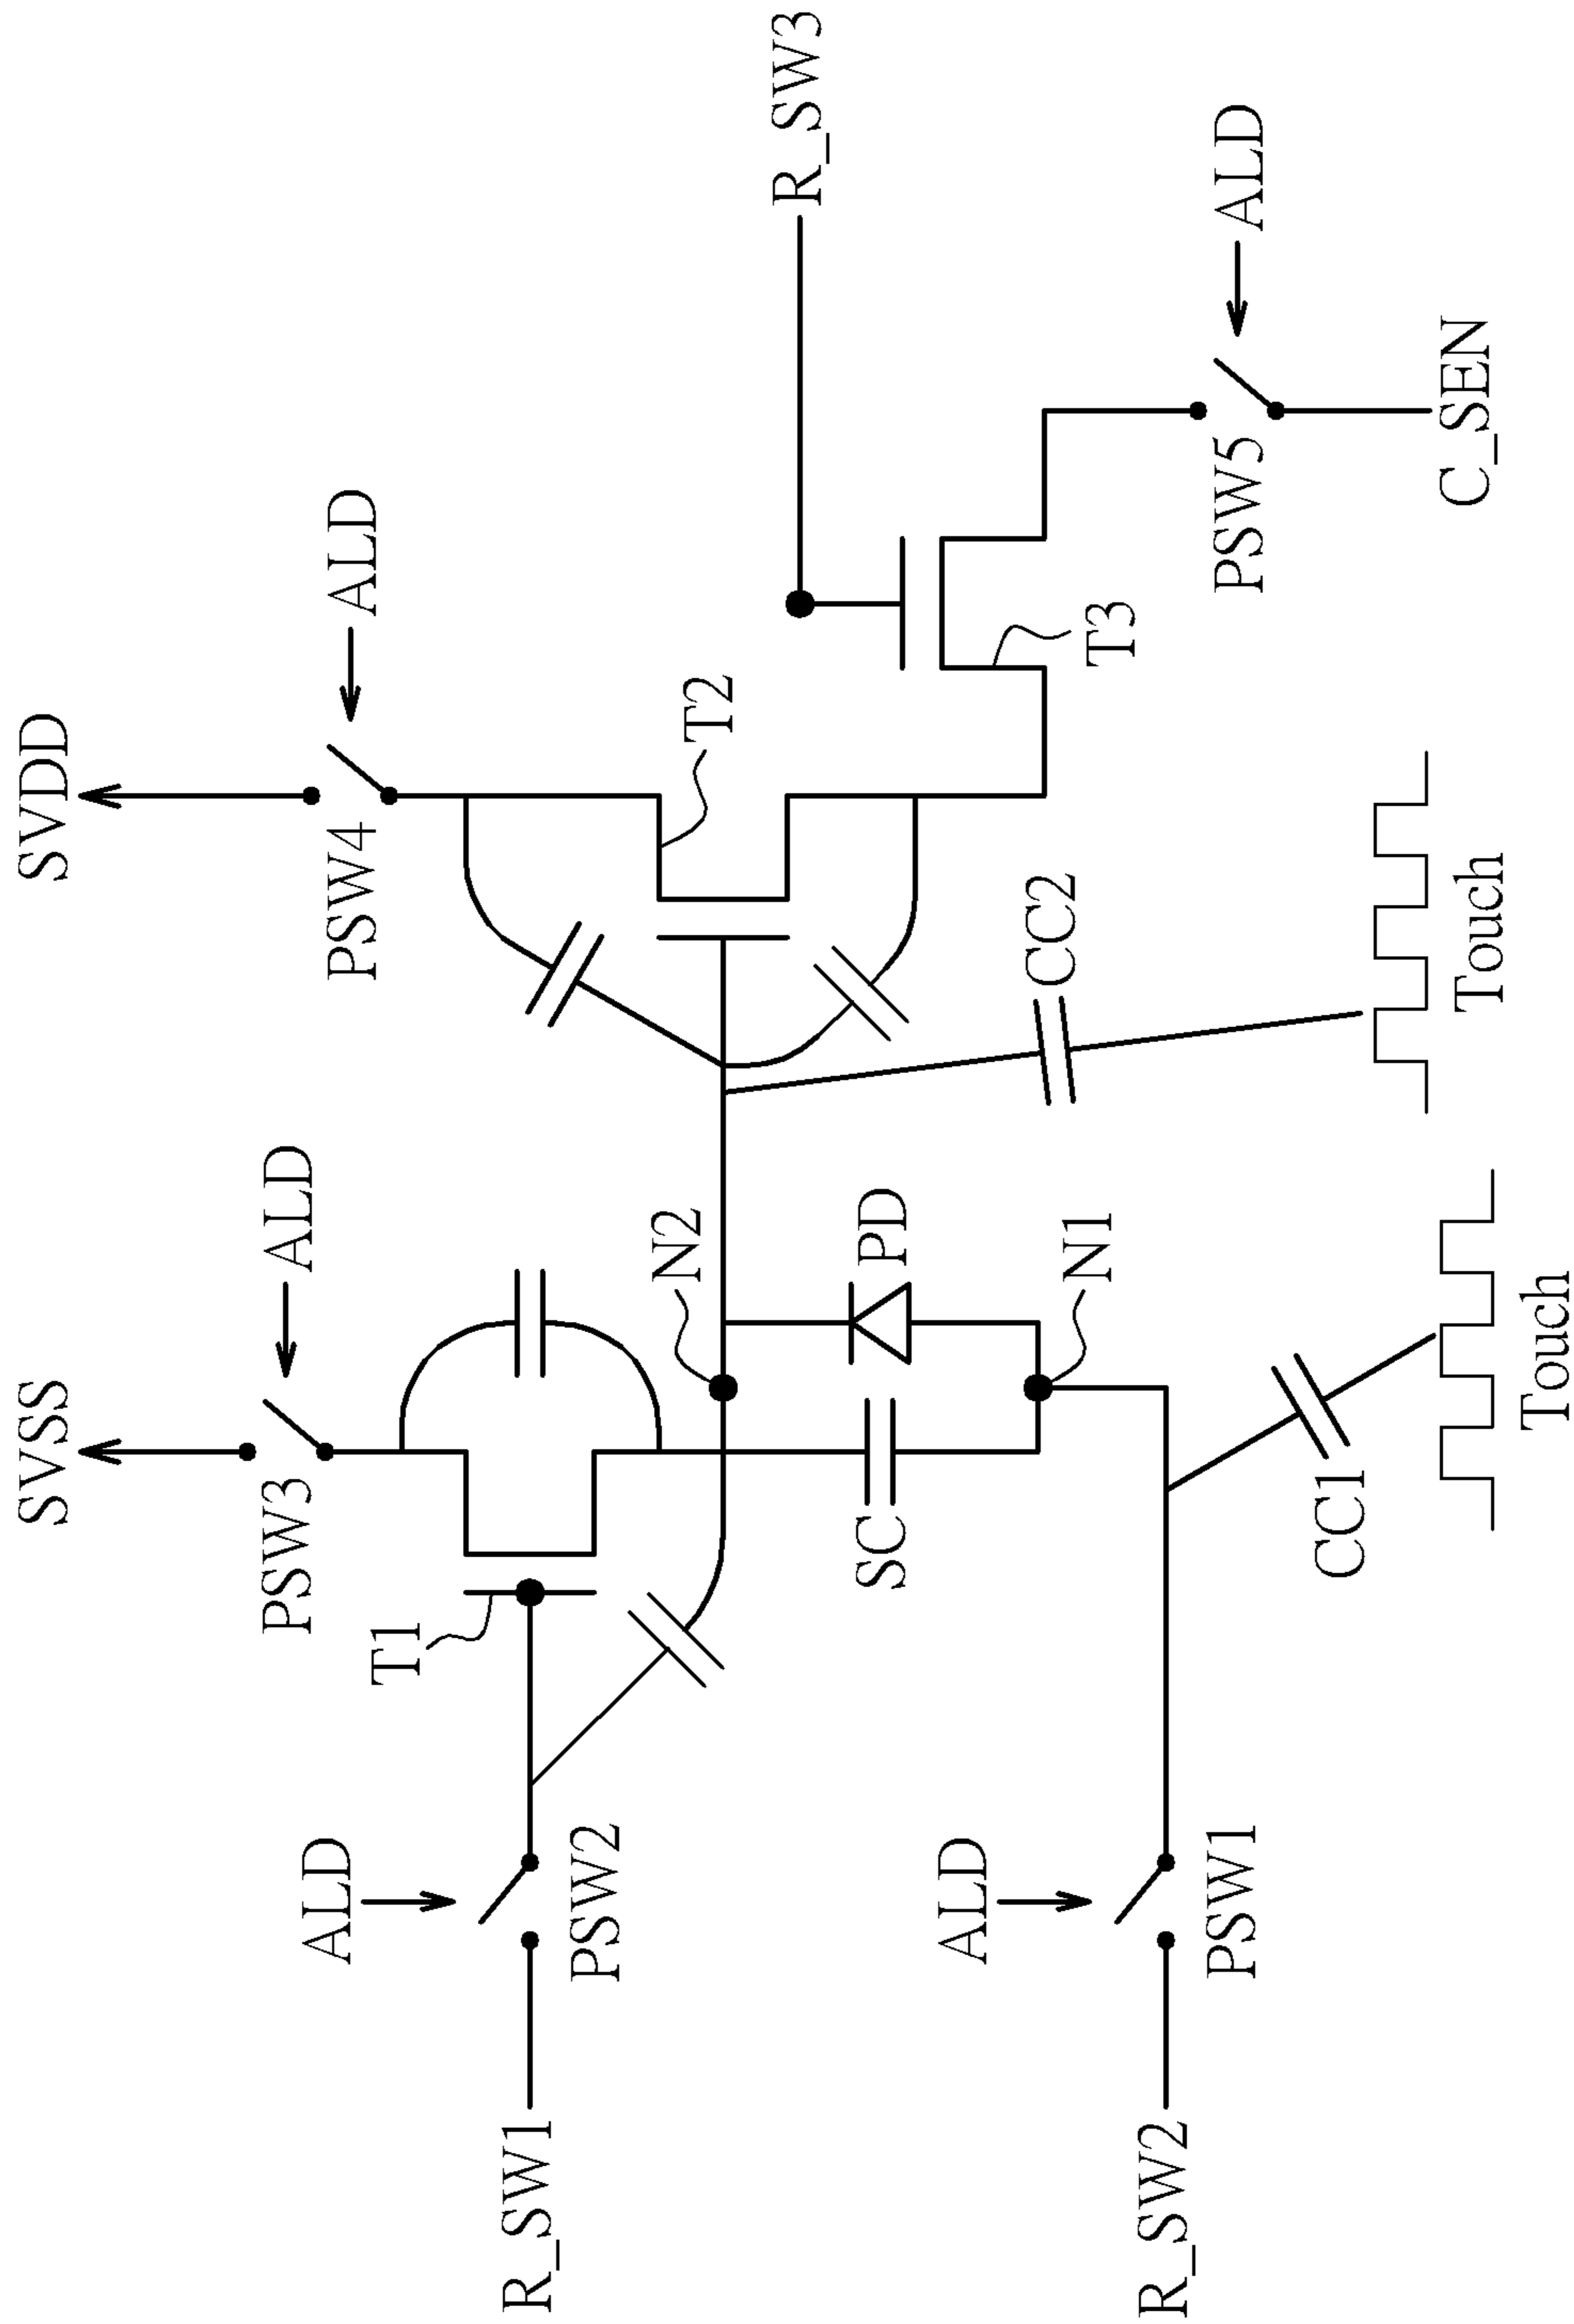 SVSS
SVDD
PSW3
ALD
PSW4
ALD
ALD
T1
R_SW1
PSW2
N2
T2
R_SW3
SC
PD
T3
ALD
N1
CC2
R_SW2
PSW1
CC1
PSW5
ALD
Touch
Touch
C_SEN